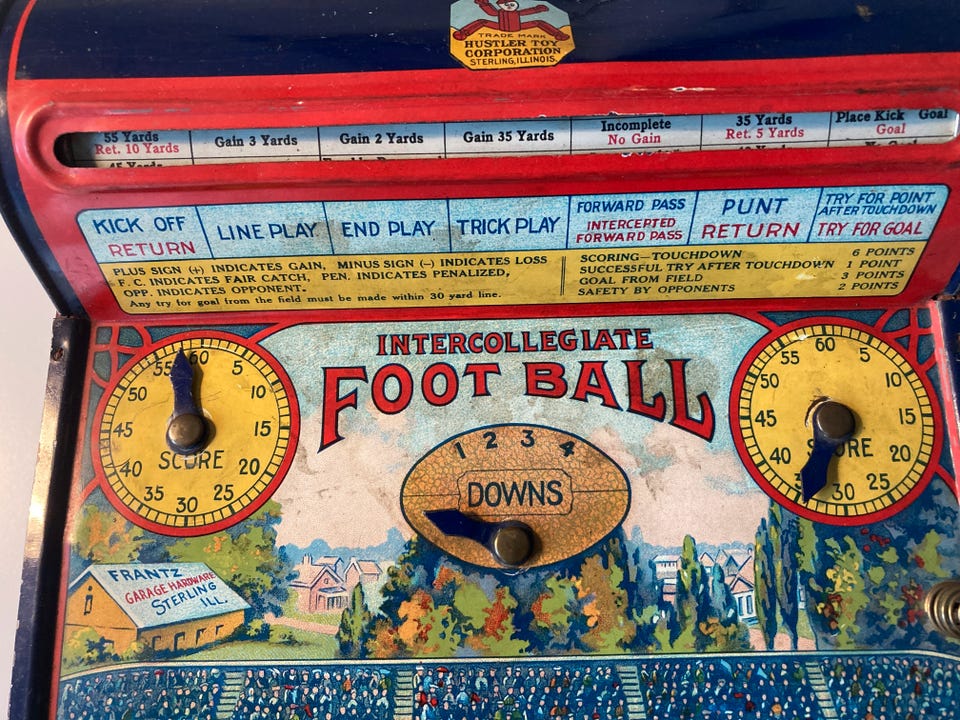 TRADE MARK
HUSTLER TOY
CORPORATION
STERLING, ILLINOIS.
55 Yards
Ret. 10 Yards
Gain 3 Yards
Gain 2 Yards
Gain 35 Yards
Incomplete
No Gain
35 Yards
Ret. 5 Yards
Place Kick Goal
Goal
45 Yards
KICK OFF
RETURN
LINE PLAY
END PLAY
TRICK PLAY
FORWARD PASS
INTERCEPTED
FORWARD PASS
PUNT
RETURN
TRY FOR POINT
AFTER TOUCHDOWN
TRY FOR GOAL
PLUS SIGN (+) INDICATES GAIN, MINUS SIGN (−) INDICATES LOSS
F. C. INDICATES FAIR CATCH, PEN. INDICATES PENALIZED,
OPP. INDICATES OPPONENT.
Any try for goal from the field must be made within 30 yard line.
SCORING—TOUCHDOWN 6 POINTS
SUCCESSFUL TRY AFTER TOUCHDOWN 1 POINT
GOAL FROM FIELD 3 POINTS
SAFETY BY OPPONENTS 2 POINTS
INTERCOLLEGIATE
FOOT BALL
60 5 10 15 20 25 30 35 40 45 50 55
SCORE
1 2 3 4
DOWNS
60 5 10 15 20 25 30 40 45 50 55
SCORE
FRANTZ
GARAGE HARDWARE
STERLING
ILL.